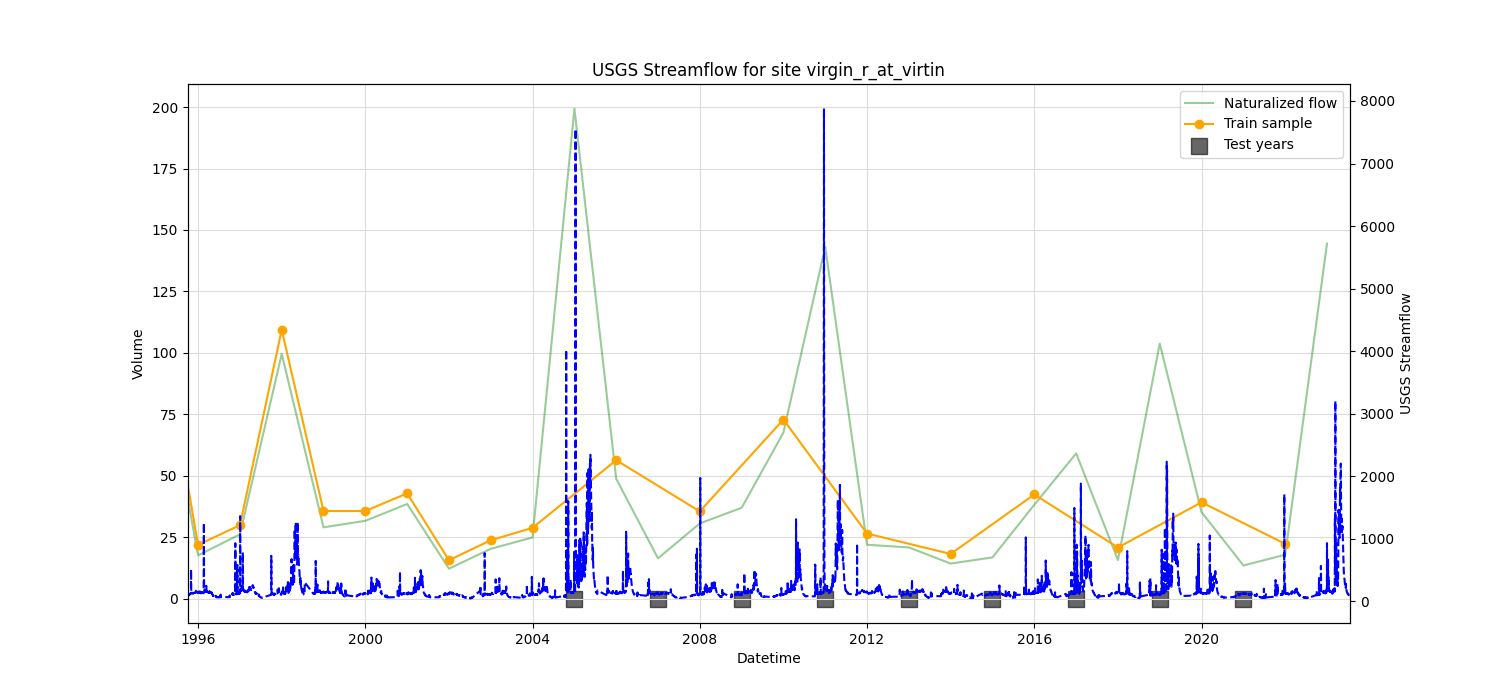 USGS Streamflow for site virgin_r_at_virtin
Naturalized flow
Train sample
Test years
Volume
200
175
150
125
100
75
50
25
0
8000
7000
6000
5000
4000
3000
2000
1000
0
USGS Streamflow
1996 2000 2004 2008 2012 2016 2020
Datetime